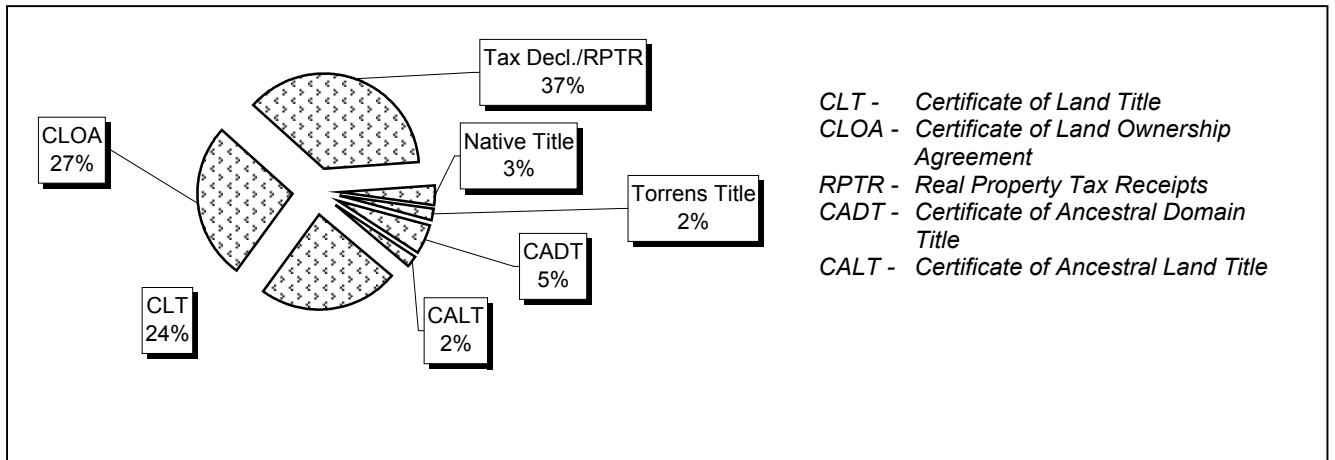 Tax Decl./RPTR
37%
CLOA
27%
Native Title
3%
Torrens Title
2%
CADT
5%
CLT
24%
CALT
2%
CLT - Certificate of Land Title
CLOA - Certificate of Land Ownership
Agreement
RPTR - Real Property Tax Receipts
CADT - Certificate of Ancestral Domain
Title
CALT - Certificate of Ancestral Land Title